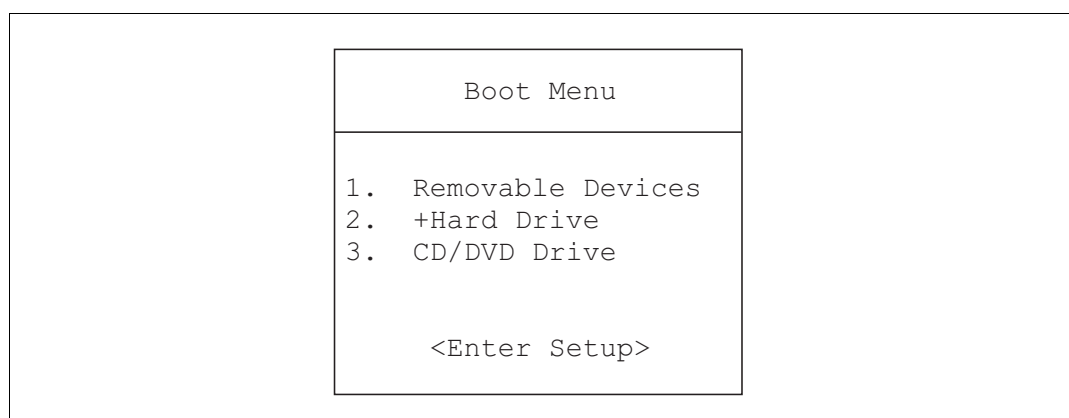 Boot Menu
1. Removable Devices
2. +Hard Drive
3. CD/DVD Drive
<Enter Setup>